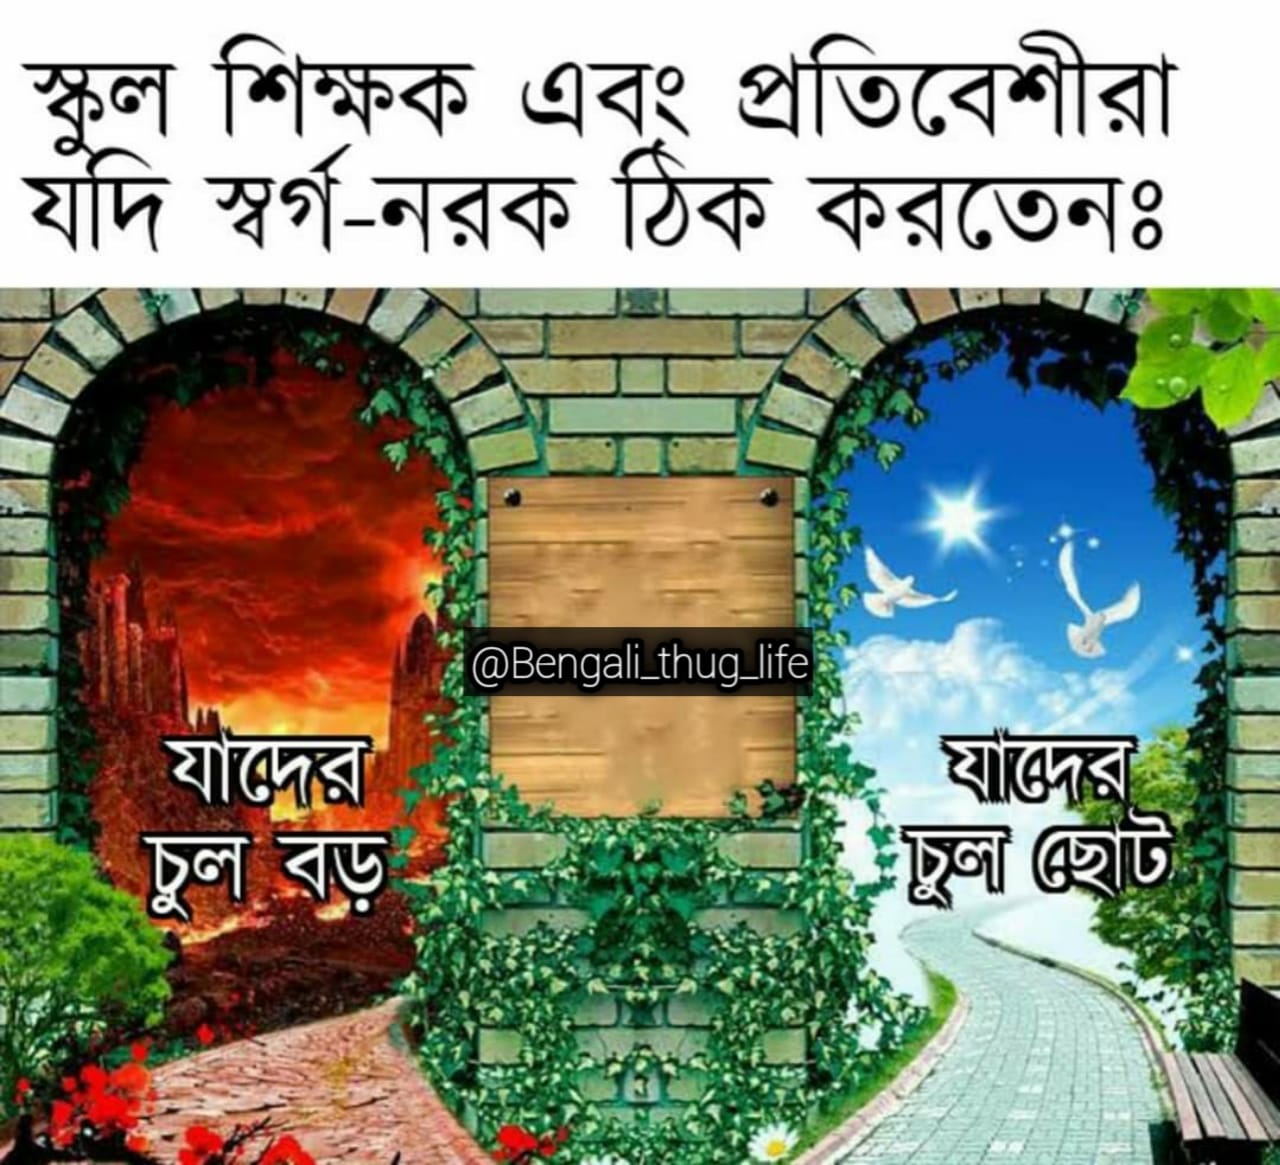 স্কুল শিক্ষক এবং প্রতিবেশীরা
যদি স্বর্গ-নরক ঠিক করতেনঃ
@Bengali_thug_life
যাদের
চুল বড়
যাদের
চুল ছোট